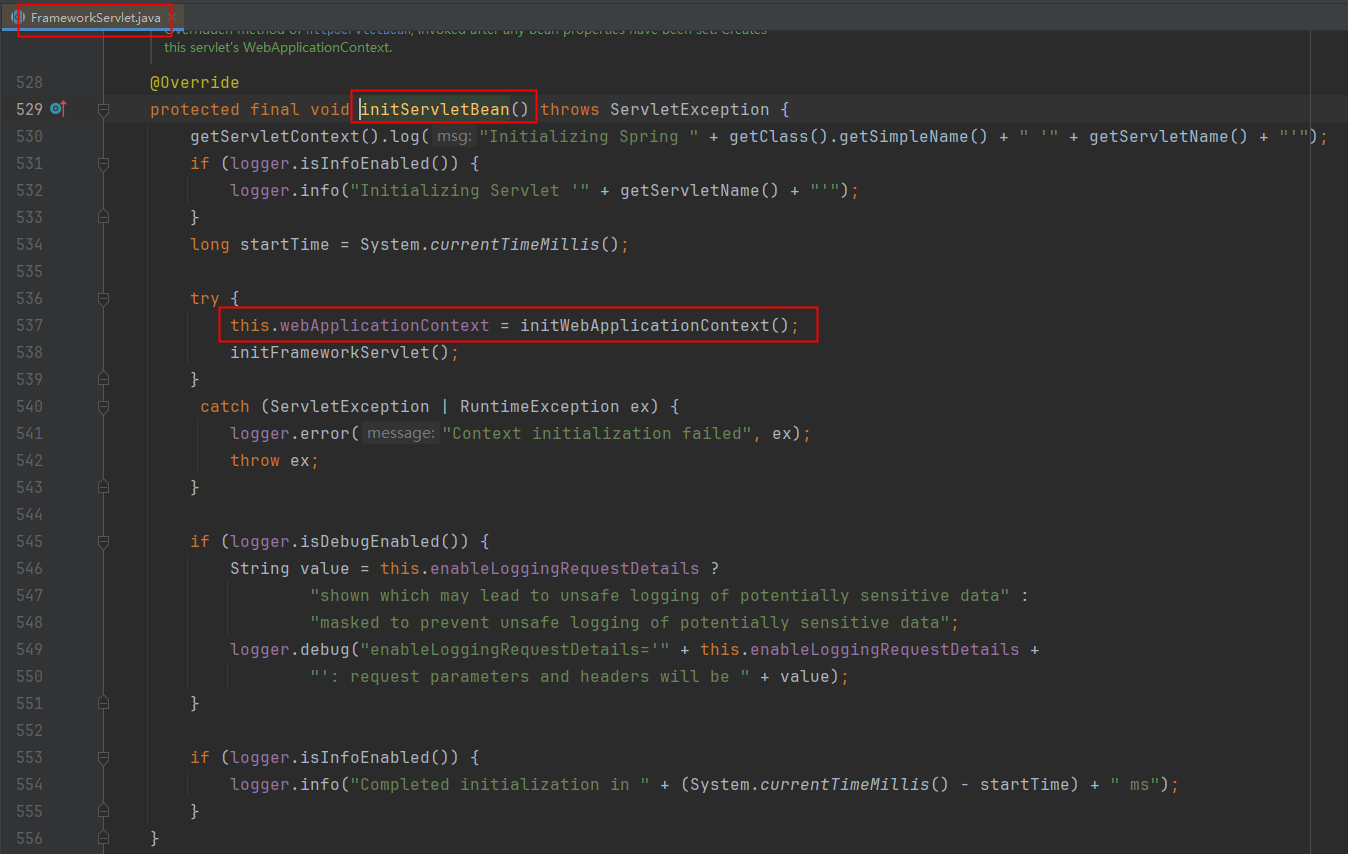 FrameworkServlet.java
Overridden method of HttpServletBean, invoked after any bean properties have been set. Creates
this servlet's WebApplicationContext.
528 @Override
529 protected final void initServletBean() throws ServletException {
530 getServletContext().log( msg: "Initializing Spring " + getClass().getSimpleName() + " '" + getServletName() + "'");
531 if (logger.isInfoEnabled()) {
532 logger.info("Initializing Servlet '" + getServletName() + "'");
533 }
534 long startTime = System.currentTimeMillis();
535
536 try {
537 this.webApplicationContext = initWebApplicationContext();
538 initFrameworkServlet();
539 }
540 catch (ServletException | RuntimeException ex) {
541 logger.error( message: "Context initialization failed", ex);
542 throw ex;
543 }
544
545 if (logger.isDebugEnabled()) {
546 String value = this.enableLoggingRequestDetails ?
547 "shown which may lead to unsafe logging of potentially sensitive data" :
548 "masked to prevent unsafe logging of potentially sensitive data";
549 logger.debug("enableLoggingRequestDetails='" + this.enableLoggingRequestDetails +
550 "': request parameters and headers will be " + value);
551 }
552
553 if (logger.isInfoEnabled()) {
554 logger.info("Completed initialization in " + (System.currentTimeMillis() - startTime) + " ms");
555 }
556 }